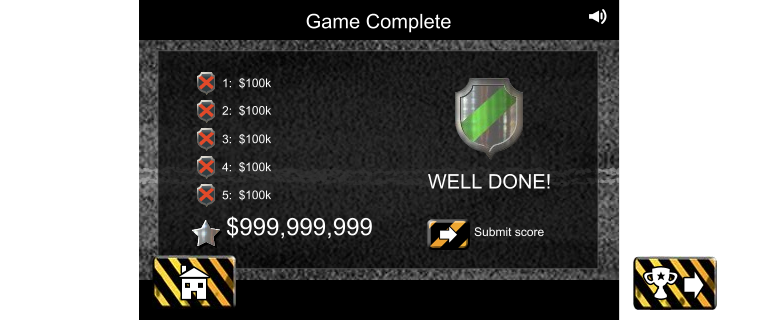 Game Complete
1: $100k
2: $100k
3: $100k
4: $100k
5: $100k
$999,999,999
WELL DONE!
Submit score